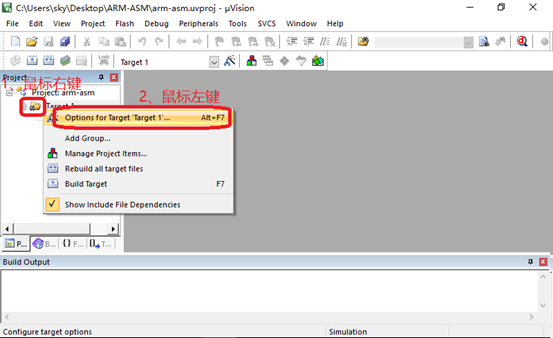 C:\Users\sky\Desktop\ARM-ASM\arm-asm.uvproj - µVision
File Edit View Project Flash Debug Peripherals Tools SVCS Window Help
Target 1
Project
1、鼠标右键
Project: arm-asm
Target 1
2、鼠标左键
Options for Target 'Target 1'... Alt+F7
Add Group...
Manage Project Items...
Rebuild all target files
Build Target F7
Show Include File Dependencies
P... B... {} F... T...
Build Output
Configure target options Simulation